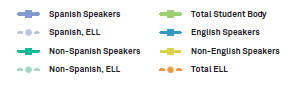 Spanish Speakers
Spanish, ELL
Non-Spanish Speakers
Non-Spanish, ELL
Total Student Body
English Speakers
Non-English Speakers
Total ELL